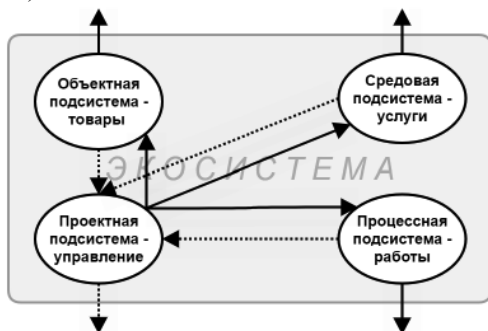 Объектная
подсистема -
товары
Средовая
подсистема -
услуги
ЭКОСИСТЕМА
Проектная
подсистема -
управление
Процессная
подсистема -
работы